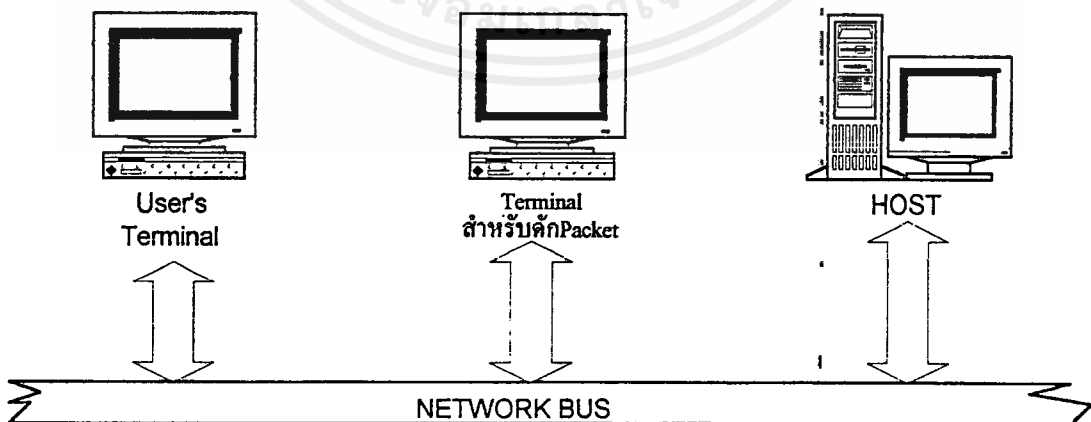 User's
Terminal
Terminal
สำหรับดักPacket
HOST
NETWORK BUS